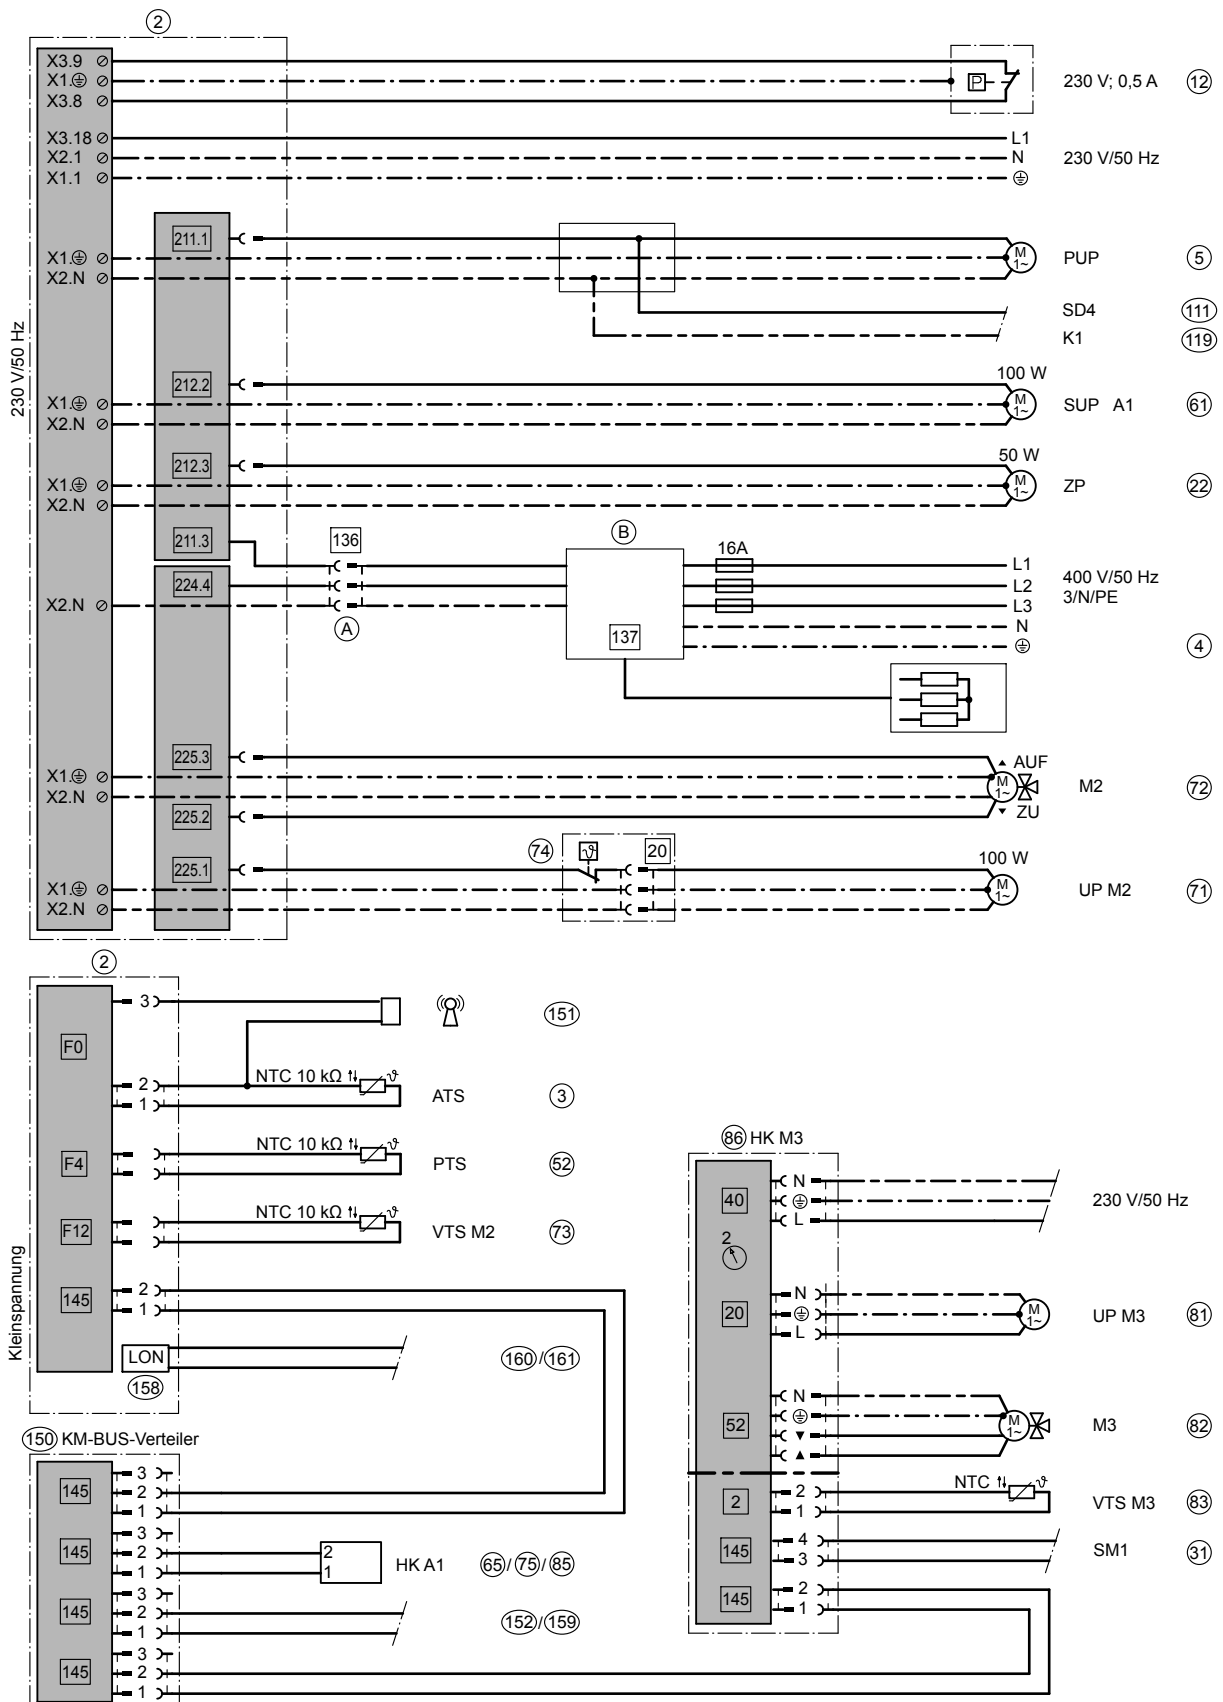 2
X3.9
X1.
X3.8
P
230 V; 0,5 A
12
X3.18
L1
X2.1
N
230 V/50 Hz
X1.1
230 V/50 Hz
211.1
X1.
X2.N
M
1~
PUP
5
SD4
111
K1
119
212.2
100 W
X1.
X2.N
M
1~
SUP A1
61
212.3
50 W
X1.
X2.N
M
1~
ZP
22
211.3
136
B
16A
L1
224.4
L2
400 V/50 Hz
3/N/PE
X2.N
L3
A
137
N
4
225.3
AUF
X1.
X2.N
M
1~
M2
72
225.2
ZU
74
ϑ
20
225.1
100 W
X1.
X2.N
M
1~
UP M2
71
2
Kleinspannung
3
151
F0
2
NTC 10 kΩ
ϑ
1
ATS
3
F4
NTC 10 kΩ
ϑ
PTS
52
F12
NTC 10 kΩ
ϑ
VTS M2
73
145
2
1
LON
160/161
158
150 KM-BUS-Verteiler
145
3
2
1
145
3
2
1
2
1
HK A1
65/75/85
145
3
2
1
152/159
145
3
2
1
86 HK M3
40
N
L
230 V/50 Hz
2
20
N
L
M
1~
UP M3
81
52
N
▼
▲
M
1~
M3
82
2
2
1
NTC
ϑ
VTS M3
83
145
4
3
SM1
31
145
2
1